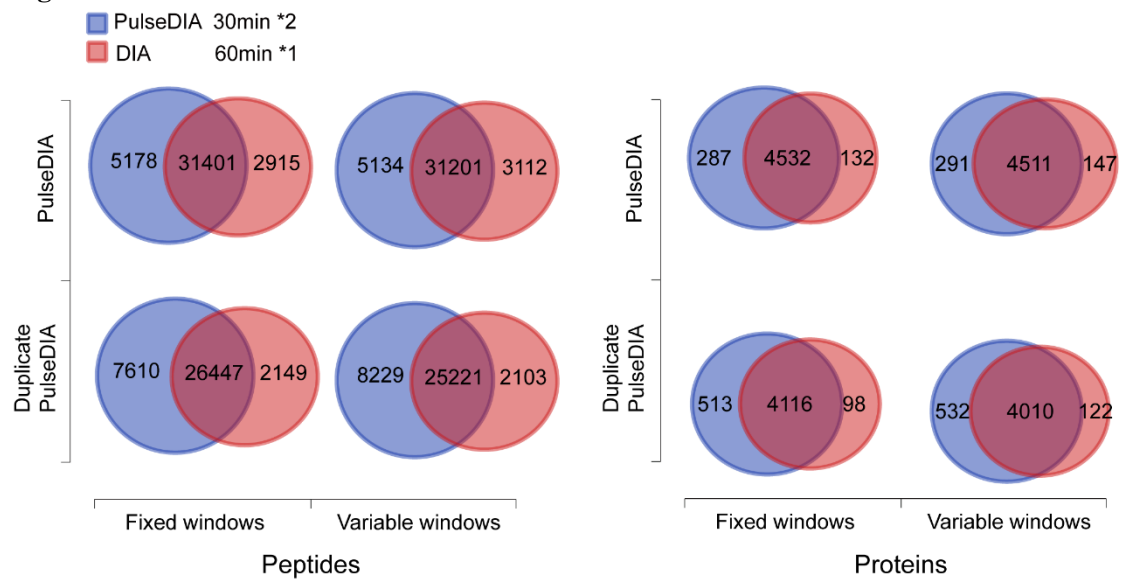 PulseDIA 30min *2
DIA 60min *1
PulseDIA
5178 31401 2915
5134 31201 3112
Duplicate
PulseDIA
7610 26447 2149
8229 25221 2103
Fixed windows
Variable windows
Peptides
PulseDIA
287 4532 132
291 4511 147
Duplicate
PulseDIA
513 4116 98
532 4010 122
Fixed windows
Variable windows
Proteins